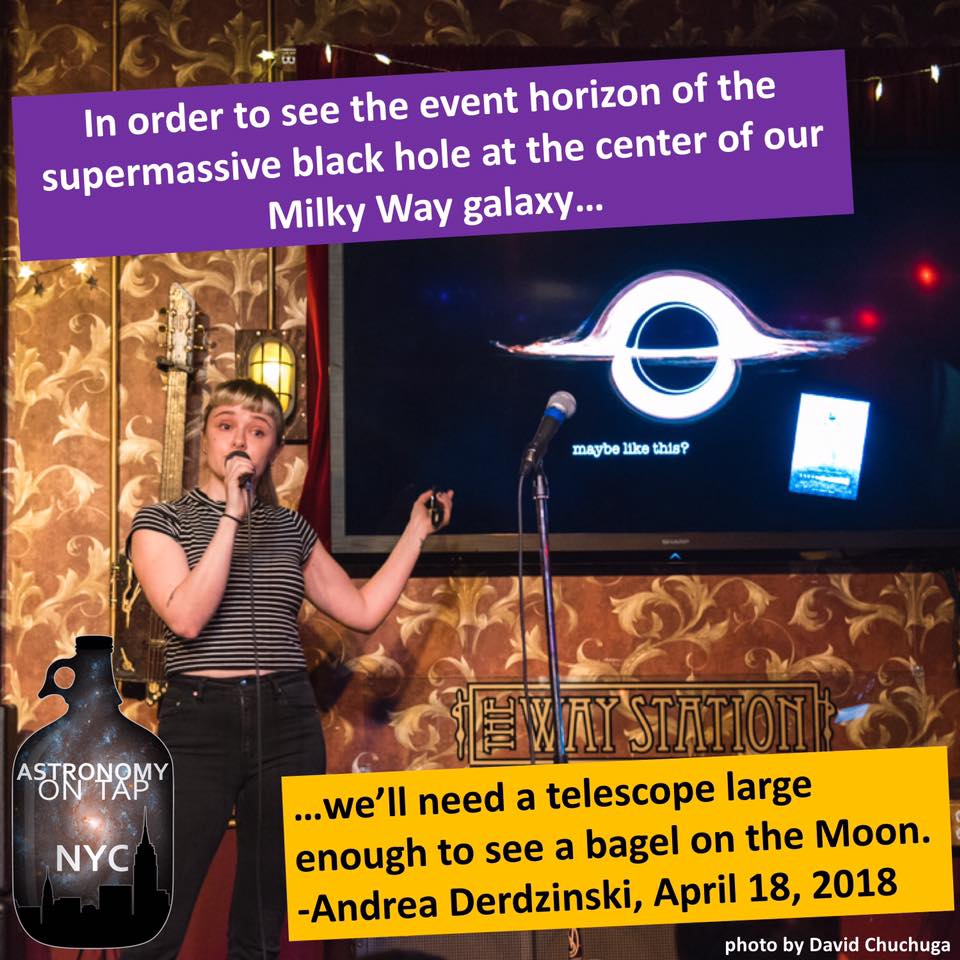 In order to see the event horizon of the
supermassive black hole at the center of our
Milky Way galaxy...
maybe like this?
SHARP
THE WAY STATION
ASTRONOMY
ON TAP
NYC
...we’ll need a telescope large
enough to see a bagel on the Moon.
-Andrea Derdzinski, April 18, 2018
photo by David Chuchuga